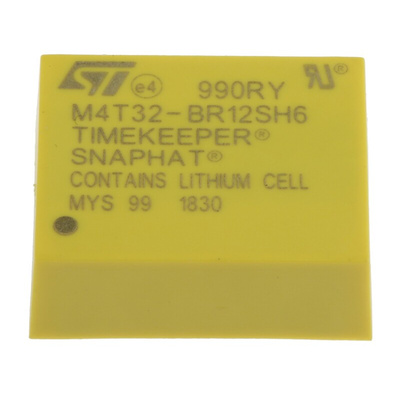 ST e4 990RY
M4T32-BR12SH6
TIMEKEEPER®
SNAPHAT®
CONTAINS LITHIUM CELL
MYS 99 1830